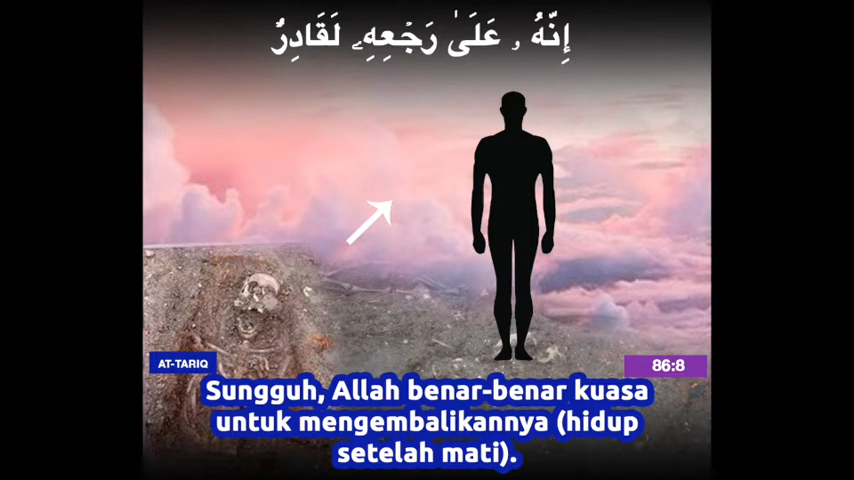 إِنَّهُۥ عَلَىٰ رَجْعِهِۦ لَقَادِرٌ
AT-TARIQ
86:8
Sungguh, Allah benar-benar kuasa
untuk mengembalikannya (hidup
setelah mati).